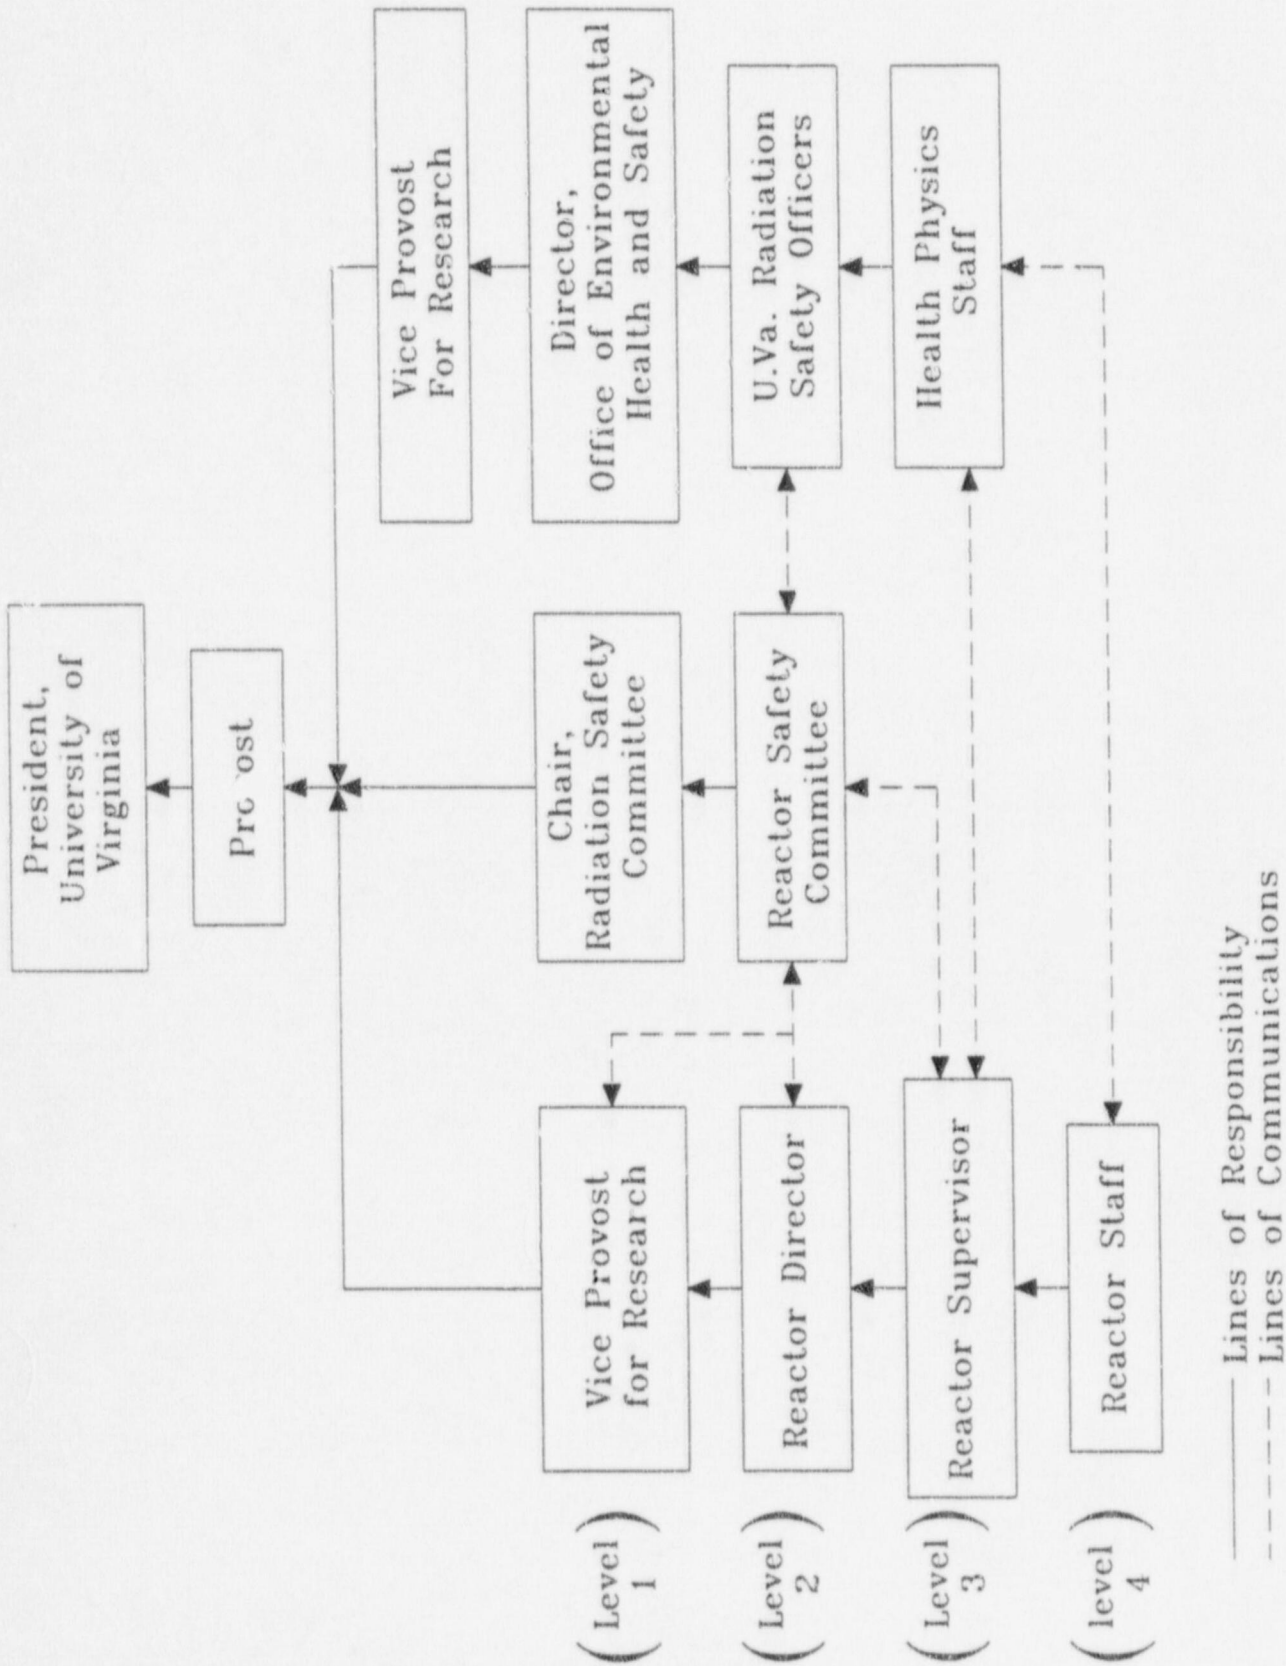 President,
University of
Virginia
Pro ost
Vice Provost
For Research
Director,
Office of Environmental
Health and Safety
U.Va. Radiation
Safety Officers
Health Physics
Staff
Chair,
Radiation Safety
Committee
Reactor Safety
Committee
Vice Provost
for Research
Reactor Director
Reactor Supervisor
Reactor Staff
(Level
1)
(Level
2)
(Level
3)
(level
4)
Lines of Responsibility
Lines of Communications